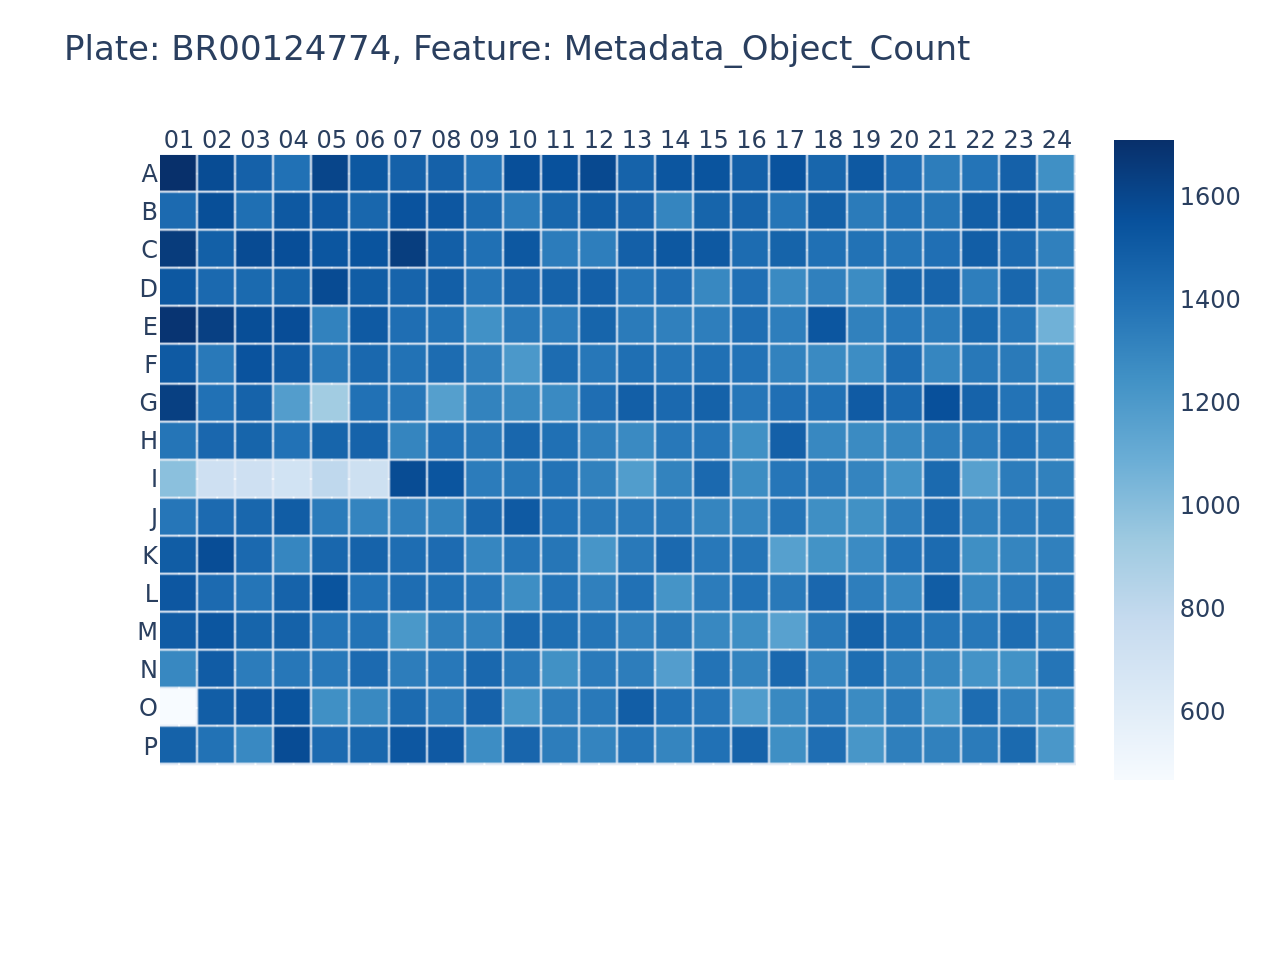 Plate: BR00124774, Feature: Metadata_Object_Count
01 02 03 04 05 06 07 08 09 10 11 12 13 14 15 16 17 18 19 20 21 22 23 24
A
B
C
D
E
F
G
H
I
J
K
L
M
N
O
P
1600
1400
1200
1000
800
600